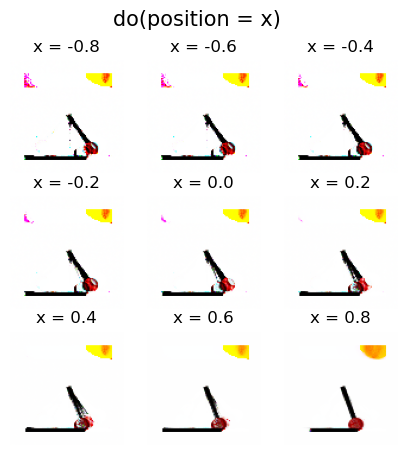 do(position = x)
x = -0.8 x = -0.6 x = -0.4
x = -0.2 x = 0.0 x = 0.2
x = 0.4 x = 0.6 x = 0.8